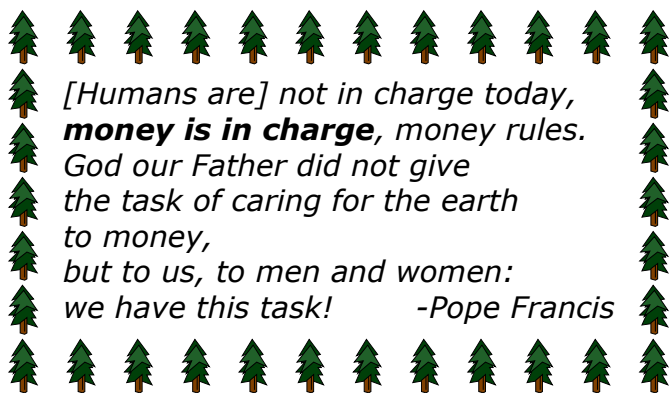 [Humans are] not in charge today,
money is in charge, money rules.
God our Father did not give
the task of caring for the earth
to money,
but to us, to men and women:
we have this task! -Pope Francis